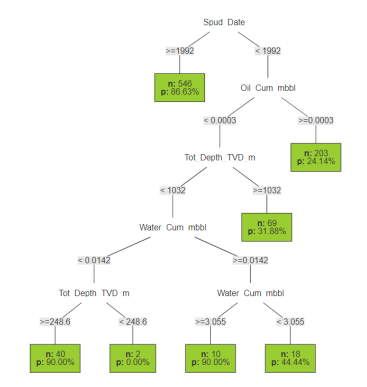 Spud Date
>=1992
< 1992
n: 546
p: 86.63%
Oil Cum mbbl
< 0.0003
>=0.0003
n: 203
p: 24.14%
Tot Depth TVD m
< 1032
>=1032
n: 69
p: 31.88%
Water Cum mbbl
< 0.0142
>=0.0142
Tot Depth TVD m
Water Cum mbbl
>=248.6
< 248.6
>=3.055
< 3.055
n: 40
p: 90.00%
n: 2
p: 0.00%
n: 10
p: 90.00%
n: 18
p: 44.44%